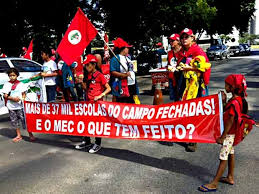 MAIS DE 37 MIL ESCOLAS DO CAMPO FECHADAS!
E O MEC O QUE TEM FEITO?